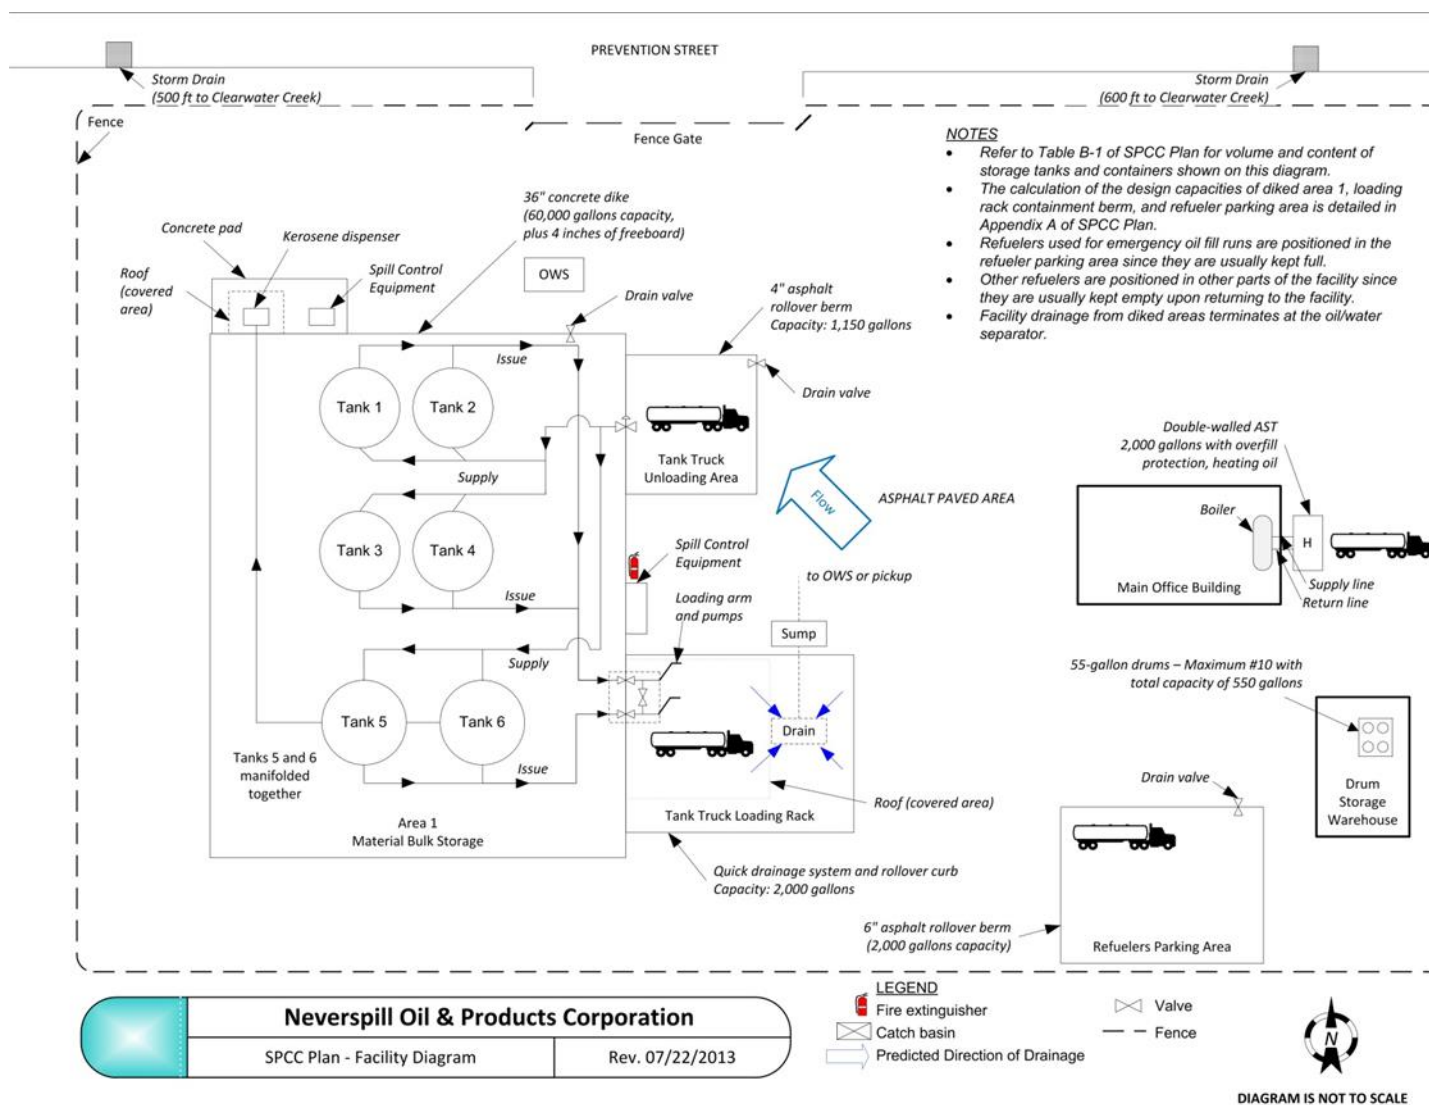 PREVENTION STREET
Storm Drain
(500 ft to Clearwater Creek)
Storm Drain
(600 ft to Clearwater Creek)
Fence
Fence Gate
NOTES
• Refer to Table B-1 of SPCC Plan for volume and content of
storage tanks and containers shown on this diagram.
• The calculation of the design capacities of diked area 1, loading
rack containment berm, and refueler parking area is detailed in
Appendix A of SPCC Plan.
• Refuelers used for emergency oil fill runs are positioned in the
refueler parking area since they are usually kept full.
• Other refuelers are positioned in other parts of the facility since
they are usually kept empty upon returning to the facility.
• Facility drainage from diked areas terminates at the oil/water
separator.
36" concrete dike
(60,000 gallons capacity,
plus 4 inches of freeboard)
Concrete pad
Kerosene dispenser
Roof
(covered
area)
Spill Control
Equipment
OWS
Drain valve
4" asphalt
rollover berm
Capacity: 1,150 gallons
Issue
Drain valve
Tank 1
Tank 2
Tank Truck
Unloading Area
Supply
Flow
ASPHALT PAVED AREA
Double-walled AST
2,000 gallons with overfill
protection, heating oil
Boiler
H
Main Office Building
Supply line
Return line
Tank 3
Tank 4
Spill Control
Equipment
to OWS or pickup
Issue
Loading arm
and pumps
Sump
Supply
55-gallon drums – Maximum #10 with
total capacity of 550 gallons
Tank 5
Tank 6
Drain
Tanks 5 and 6
manifolded
together
Issue
Roof (covered area)
Drain valve
Drum
Storage
Warehouse
Tank Truck Loading Rack
Area 1
Material Bulk Storage
Quick drainage system and rollover curb
Capacity: 2,000 gallons
6" asphalt rollover berm
(2,000 gallons capacity)
Refuelers Parking Area
Neverspill Oil & Products Corporation
SPCC Plan - Facility Diagram
Rev. 07/22/2013
LEGEND
Fire extinguisher
Catch basin
Predicted Direction of Drainage
Valve
Fence
N
DIAGRAM IS NOT TO SCALE